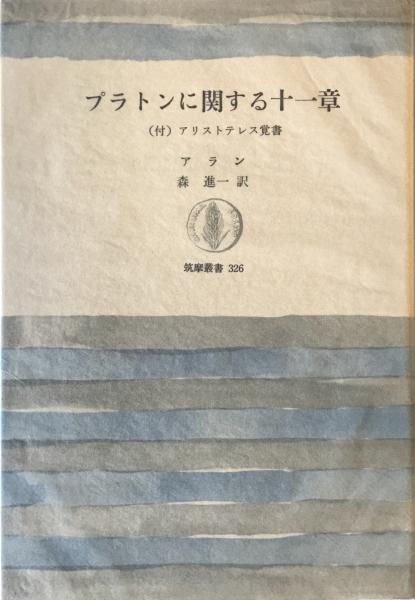 プラトンに関する十一章
（付）アリストテレス覚書
アラン
森 進一 訳
筑摩叢書 326